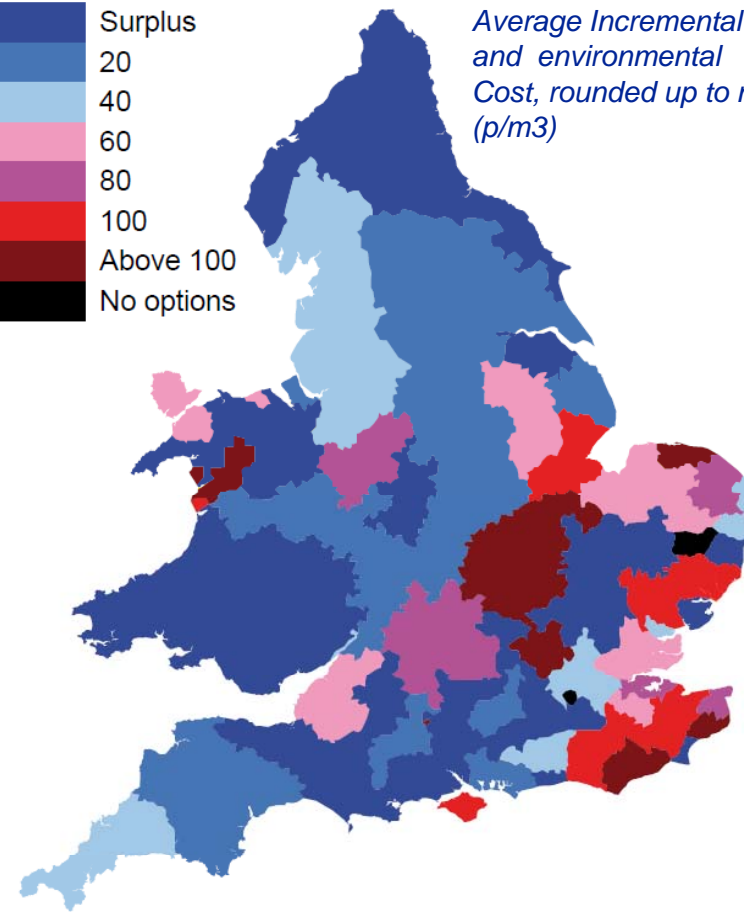 Surplus
20
40
60
80
100
Above 100
No options
Average Incremental
and environmental
Cost, rounded up to
(p/m3)